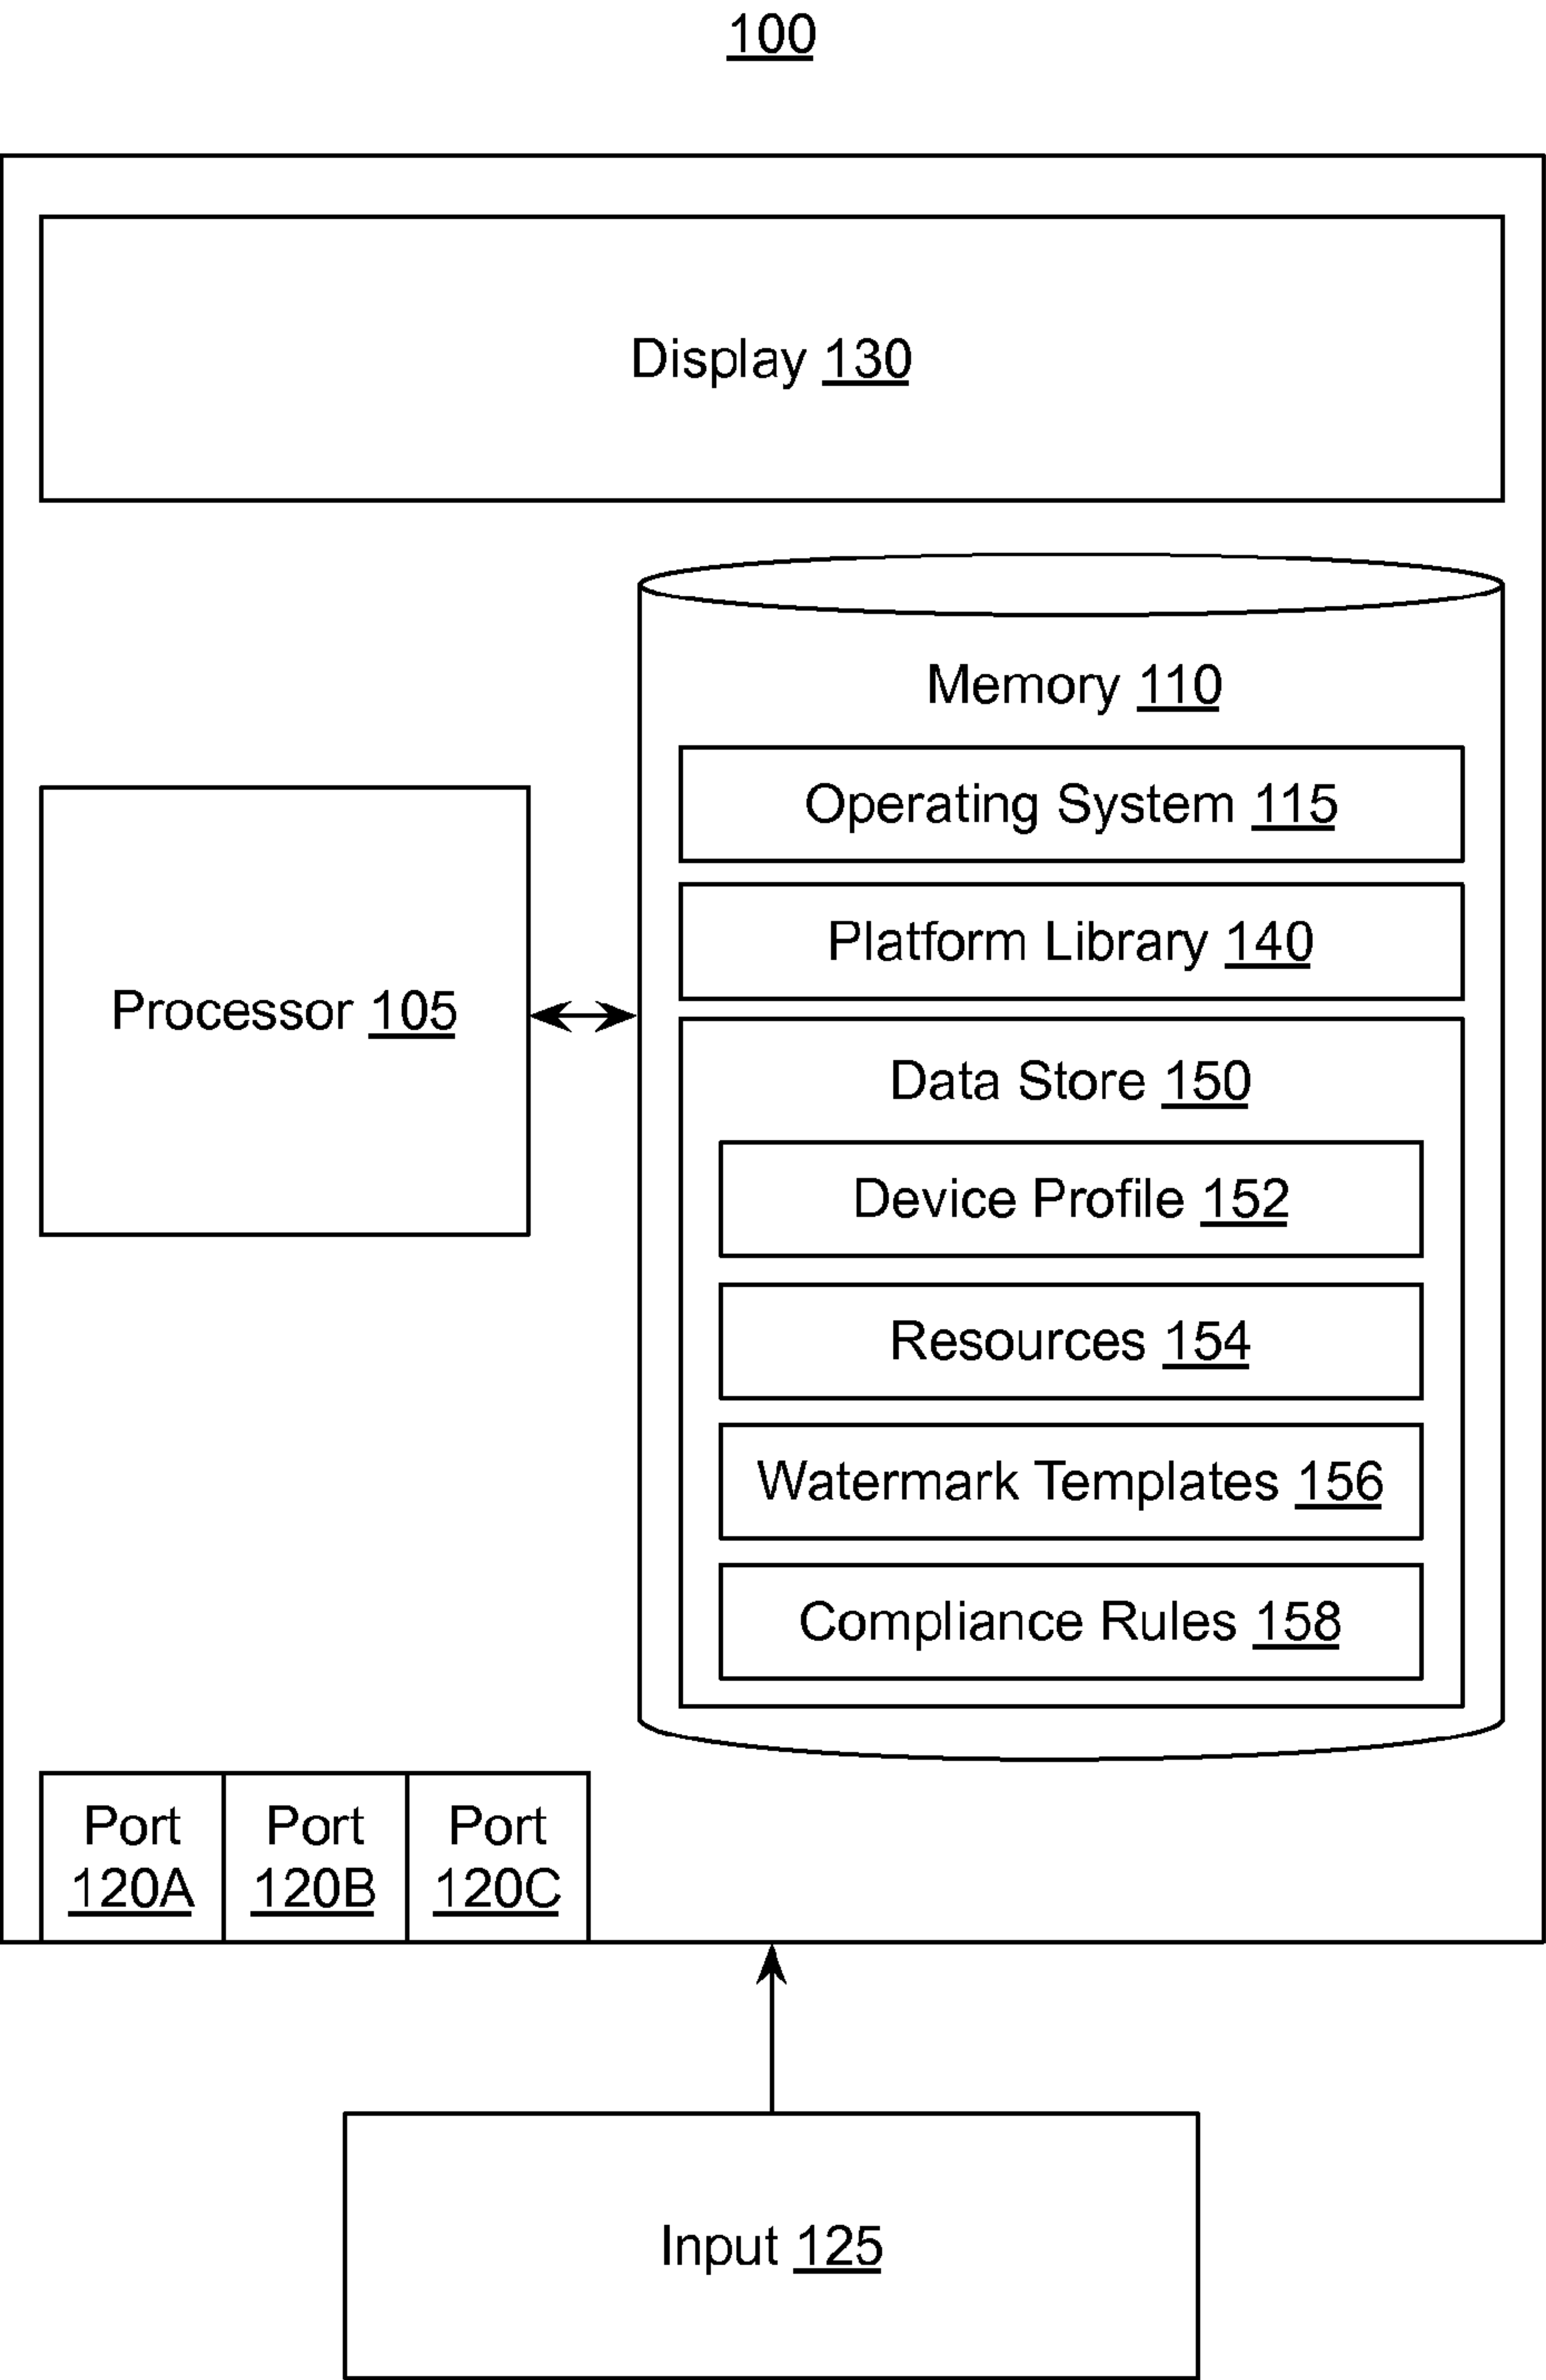 100
Display 130
Memory 110
Operating System 115
Platform Library 140
Processor 105
Data Store 150
Device Profile 152
Resources 154
Watermark Templates 156
Compliance Rules 158
Port 120A
Port 120B
Port 120C
Input 125